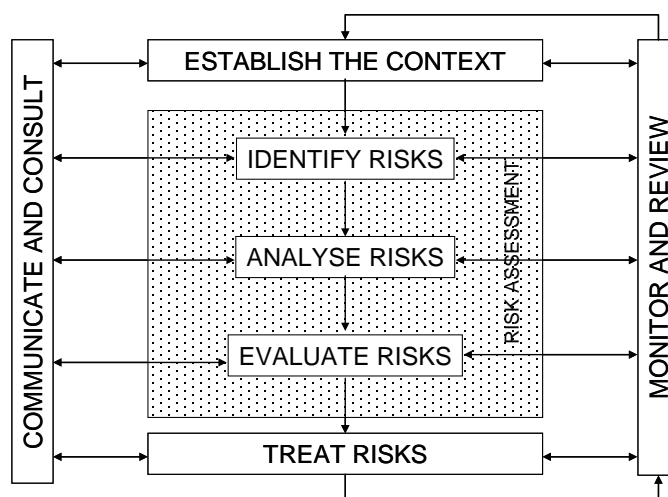 ESTABLISH THE CONTEXT
COMMUNICATE AND CONSULT
IDENTIFY RISKS
ANALYSE RISKS
EVALUATE RISKS
RISK ASSESSMENT
MONITOR AND REVIEW
TREAT RISKS